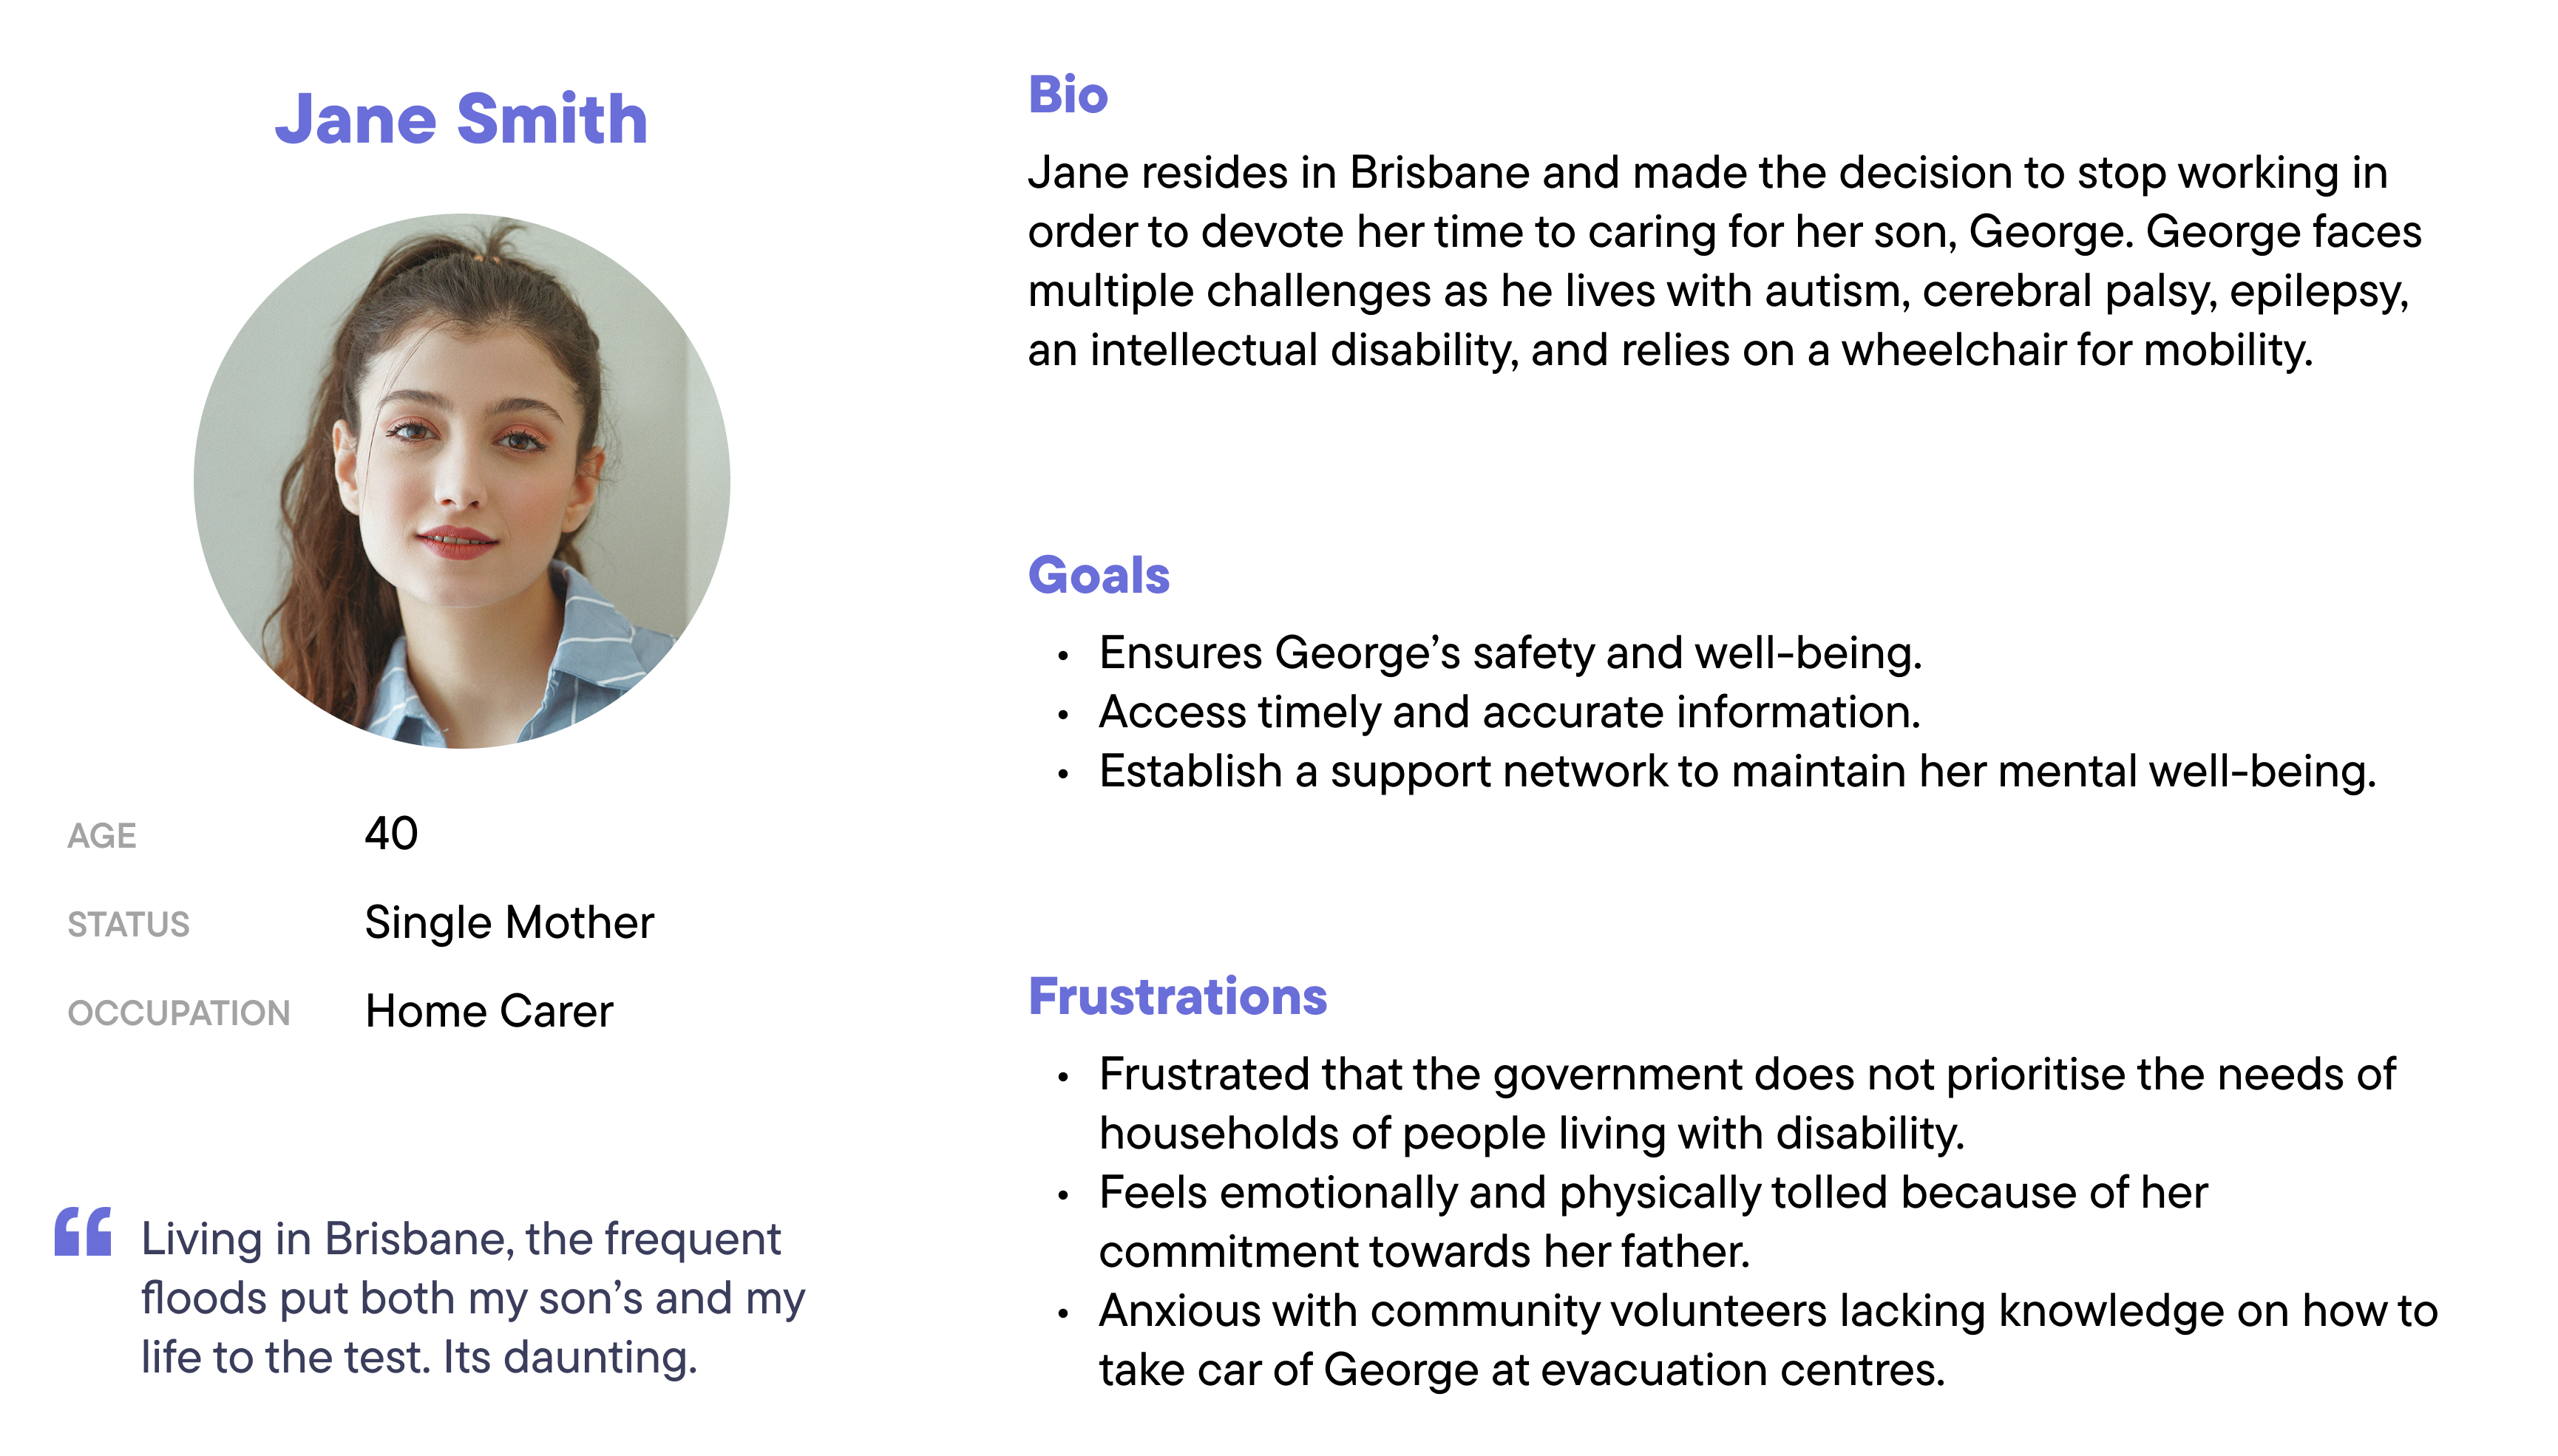 Jane Smith
AGE 40
STATUS Single Mother
OCCUPATION Home Carer
“ Living in Brisbane, the frequent
floods put both my son’s and my
life to the test. Its daunting.
Bio
Jane resides in Brisbane and made the decision to stop working in
order to devote her time to caring for her son, George. George faces
multiple challenges as he lives with autism, cerebral palsy, epilepsy,
an intellectual disability, and relies on a wheelchair for mobility.
Goals
• Ensures George’s safety and well-being.
• Access timely and accurate information.
• Establish a support network to maintain her mental well-being.
Frustrations
• Frustrated that the government does not prioritise the needs of
households of people living with disability.
• Feels emotionally and physically tolled because of her
commitment towards her father.
• Anxious with community volunteers lacking knowledge on how to
take car of George at evacuation centres.